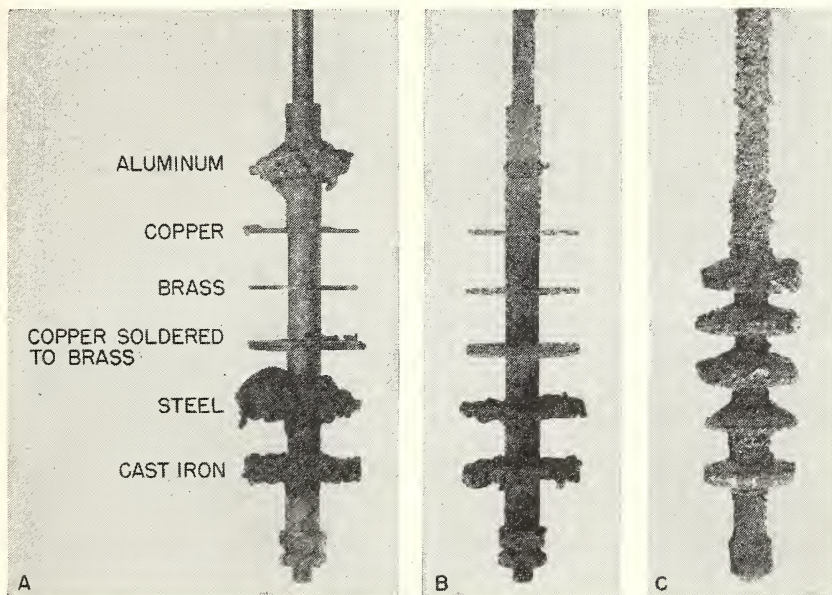 ALUMINUM
COPPER
BRASS
COPPER SOLDERED
TO BRASS
STEEL
CAST IRON
A
B
C